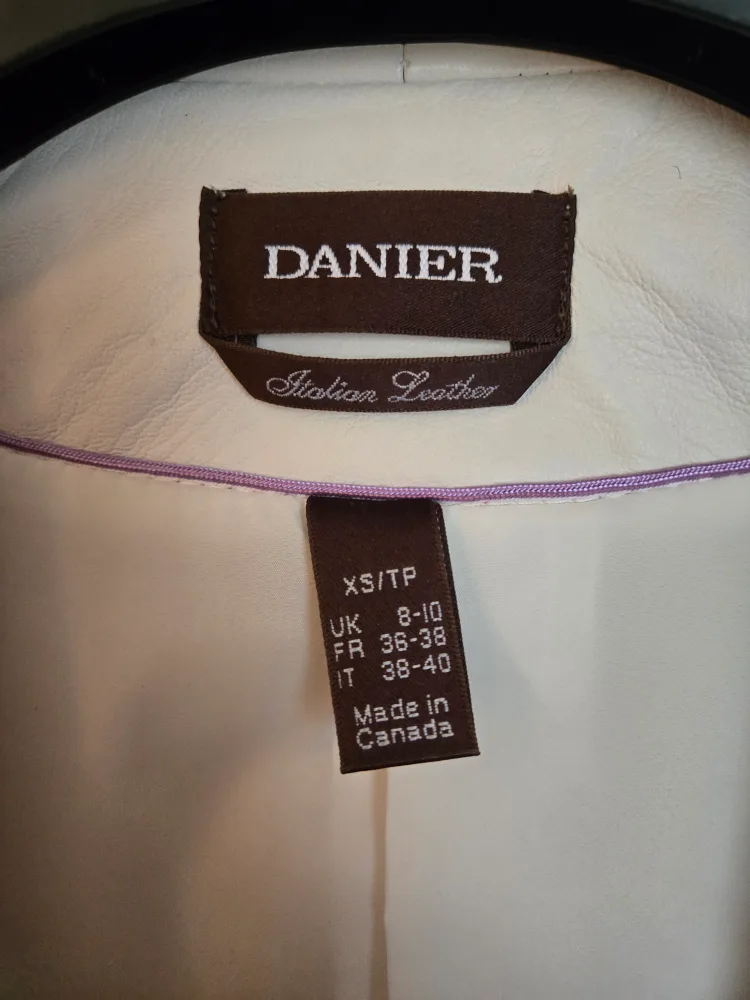 DANIER
Italian Leather
XS/TP
UK 8-10
FR 36-38
IT 38-40
Made in
Canada